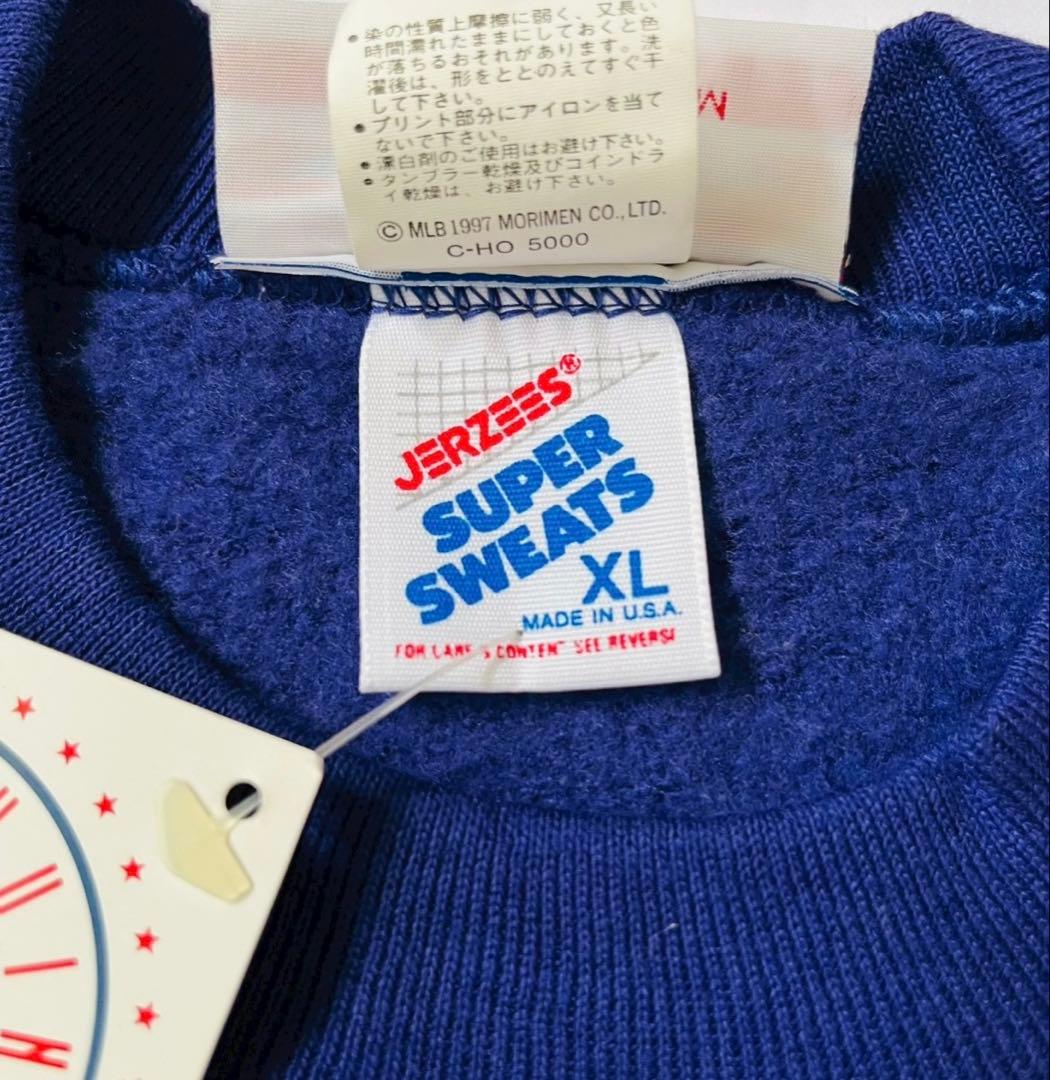 染の性質上摩擦に弱く、又長い
時間濡れたままにしておくと色
が落ちるおそれがあります。洗
濯後は、形をととのえてすぐ干
して下さい。
● プリント部分にアイロンを当て
ないで下さい。
● 漂白剤のご使用はお避け下さい。
● タンブラー乾燥及びコインドラ
イ乾燥は、お避け下さい。
© MLB 1997 MORIMEN CO., LTD.
C-HO 5000
M
JERZEES®
SUPER
SWEATS
XL
MADE IN U.S.A.
FOR CARE & CONTENT SEE REVERSE